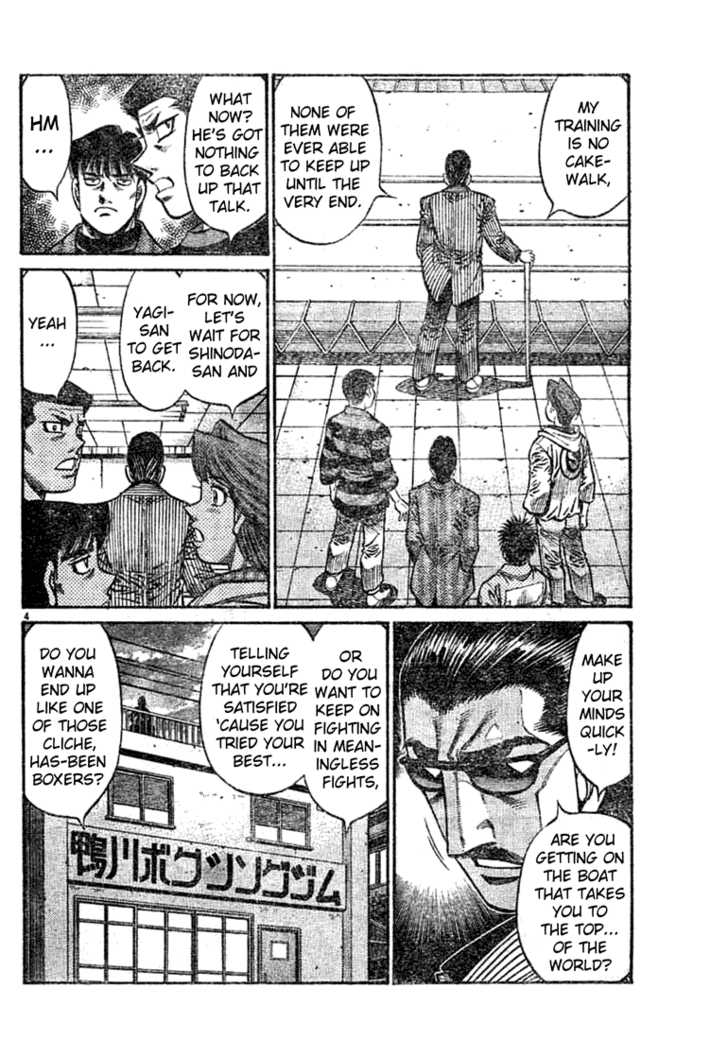 MY
TRAINING
IS NO
CAKE-
WALK,
NONE OF
THEM WERE
EVER ABLE
TO KEEP UP
UNTIL THE
VERY END.
WHAT
NOW?
HE'S GOT
NOTHING
TO BACK
UP THAT
TALK.
HM
...
FOR NOW,
LET'S
WAIT FOR
SHINODA-
SAN AND
YAGI-
SAN
TO GET
BACK.
YEAH
...
4
MAKE
UP
YOUR
MINDS
QUICK
-LY!
ARE YOU
GETTING ON
THE BOAT
THAT TAKES
YOU TO
THE TOP...
OF THE
WORLD?
OR
DO YOU
WANT TO
KEEP ON
FIGHTING
IN MEAN-
INGLESS
FIGHTS,
TELLING
YOURSELF
THAT YOU'RE
SATISFIED
'CAUSE YOU
TRIED YOUR
BEST...
DO YOU
WANNA
END UP
LIKE ONE
OF THOSE
CLICHE,
HAS-BEEN
BOXERS?
鴨川ボクシングジム